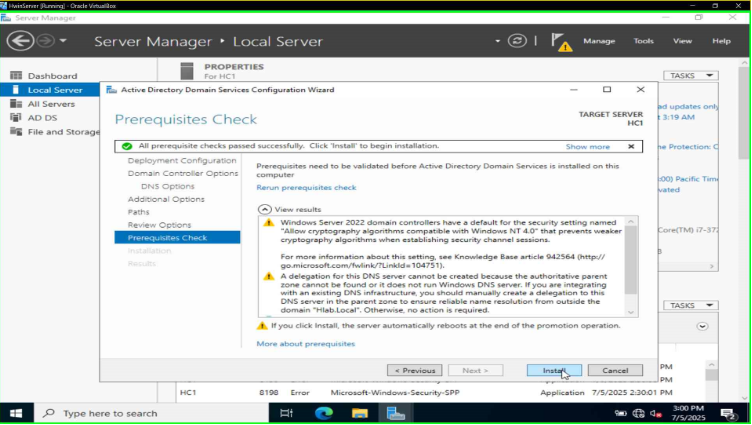 HwinServer [Running] - Oracle VirtualBox
Server Manager
Server Manager ‣ Local Server
Manage Tools View Help
Dashboard
Local Server
All Servers
AD DS
File and Storage
PROPERTIES
For HC1
TASKS
Active Directory Domain Services Configuration Wizard
Prerequisites Check
TARGET SERVER
HC1
All prerequisite checks passed successfully. Click 'Install' to begin installation.
Show more
Deployment Configuration
Domain Controller Options
DNS Options
Additional Options
Paths
Review Options
Prerequisites Check
Installation
Results
Prerequisites need to be validated before Active Directory Domain Services is installed on this
computer
Rerun prerequisites check
View results
Windows Server 2022 domain controllers have a default for the security setting named
"Allow cryptography algorithms compatible with Windows NT 4.0" that prevents weaker
cryptography algorithms when establishing security channel sessions.
For more information about this setting, see Knowledge Base article 942564 (http://
go.microsoft.com/fwlink/?LinkId=104751).
A delegation for this DNS server cannot be created because the authoritative parent
zone cannot be found or it does not run Windows DNS server. If you are integrating
with an existing DNS infrastructure, you should manually create a delegation to this
DNS server in the parent zone to ensure reliable name resolution from outside the
domain "Hlab.Local". Otherwise, no action is required.
If you click Install, the server automatically reboots at the end of the promotion operation.
More about prerequisites
< Previous
Next >
Install
Cancel
ad updates only
t 3:19 AM
e Protection: C
:00) Pacific Tim
vated
Core(TM) i7-37
TASKS
PM
PM
HC1 8198 Error Microsoft-Windows-Security-SPP Application 7/5/2025 2:30:01 PM
Type here to search
3:00 PM
7/5/2025